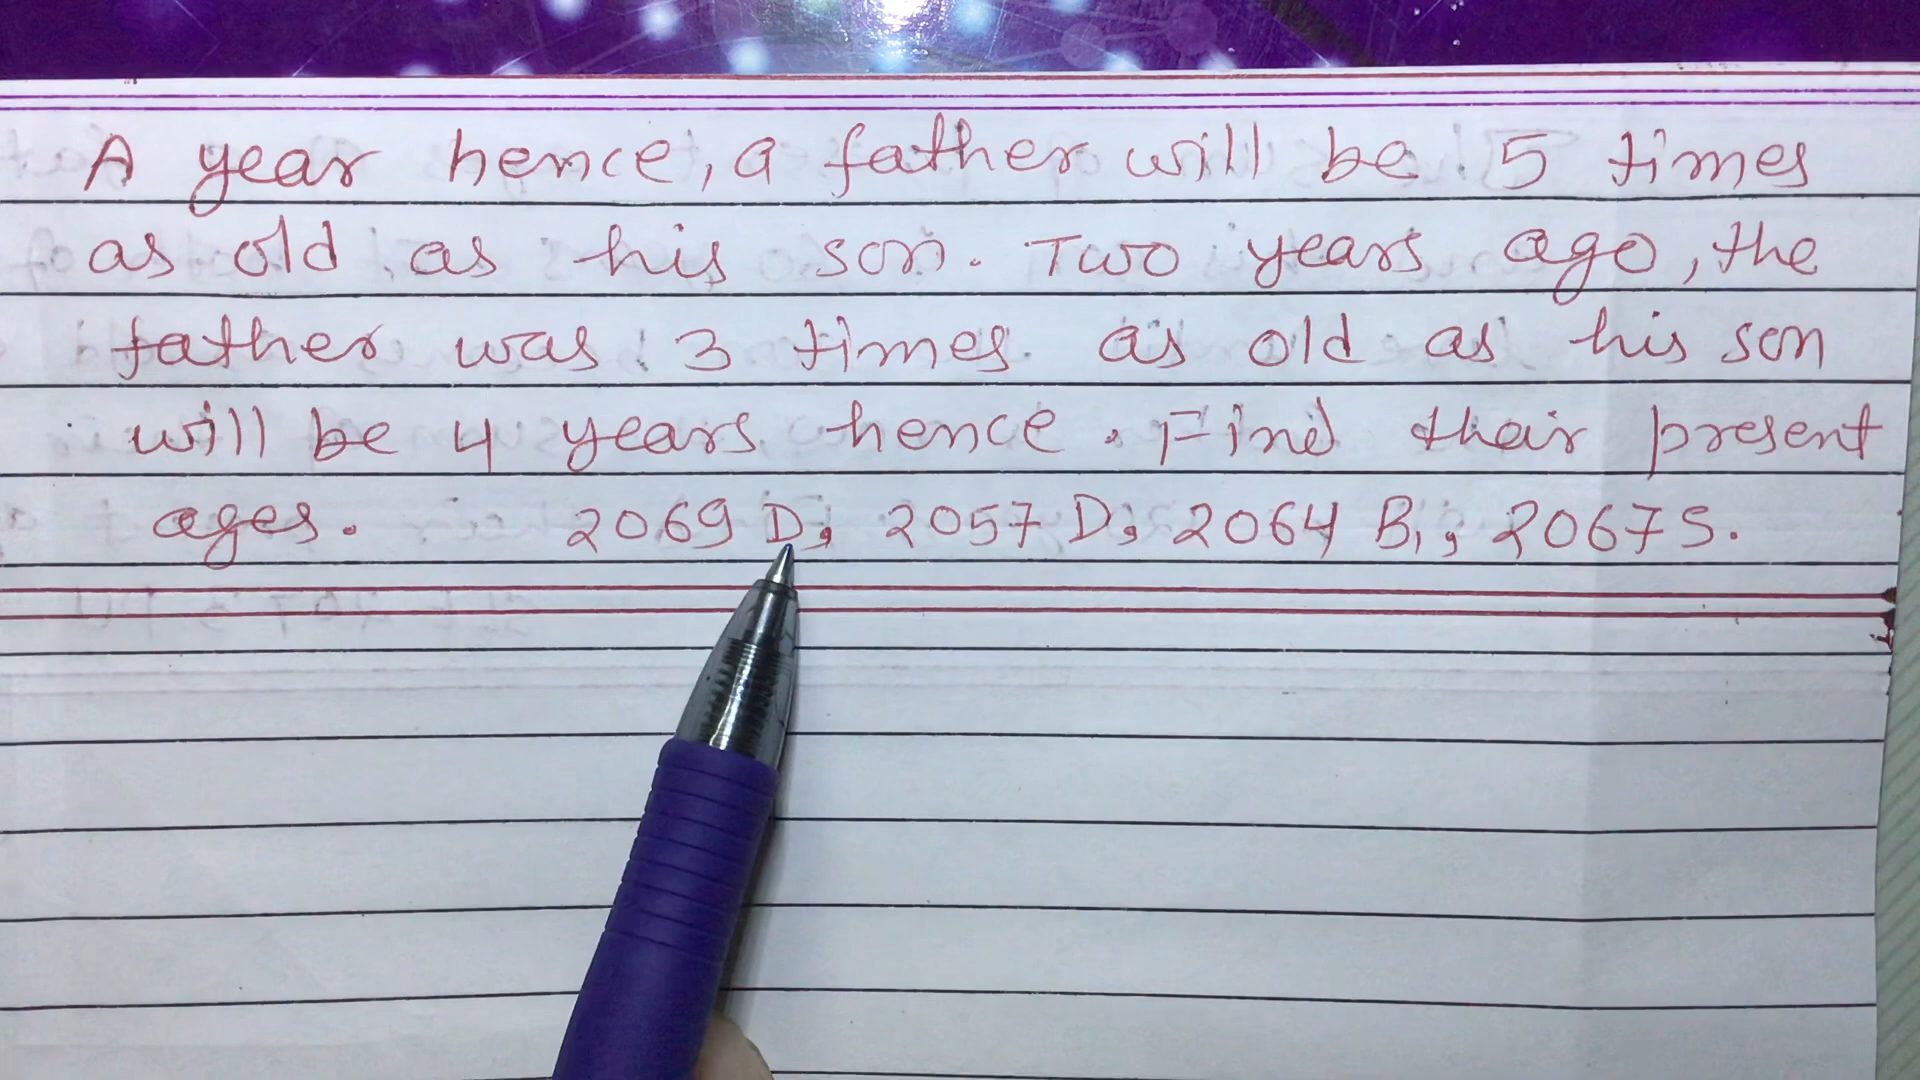 A year hence, a father will be 5 times
as old as his son. Two years ago, the
father was 3 times as old as his son
will be 4 years hence. Find their present
ages. 2069 D, 2057 D, 2064 B, 2067 S.